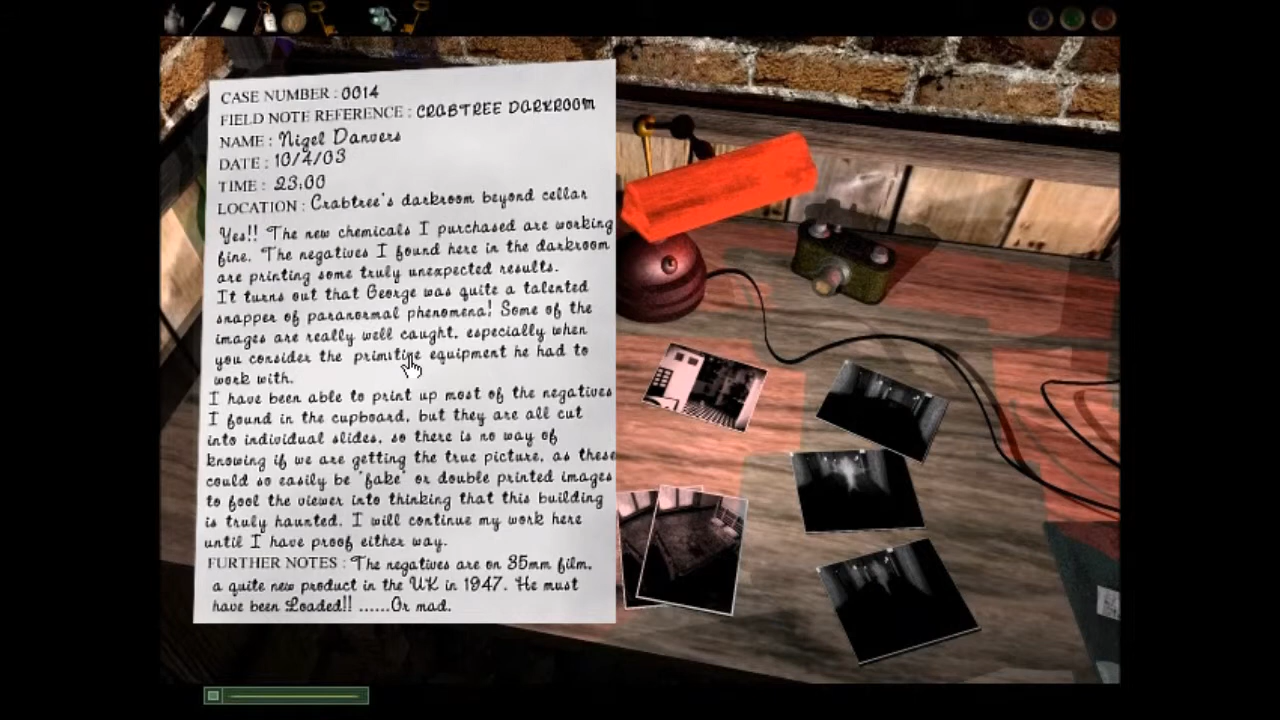 CASE NUMBER : 0014
FIELD NOTE REFERENCE : CRABTREE DARKROOM
NAME : Nigel Danvers
DATE : 10/4/03
TIME : 23.00
LOCATION : Crabtree's darkroom beyond cellar
Yes!! The new chemicals I purchased are working
fine. The negatives I found here in the darkroom
are printing some truly unexpected results.
It turns out that George was quite a talented
snapper of paranormal phenomena! Some of the
images are really well caught, especially when
you consider the primitive equipment he had to
work with.
I have been able to print up most of the negatives
I found in the cupboard, but they are all cut
into individual slides, so there is no way of
knowing if we are getting the true picture, as these
could so easily be "fake" or double printed images
to fool the viewer into thinking that this building
is truly haunted. I will continue my work here
until I have proof either way.
FURTHER NOTES : The negatives are on 35mm film,
a quite new product in the UK in 1947. He must
have been Loaded!! ......Or mad.